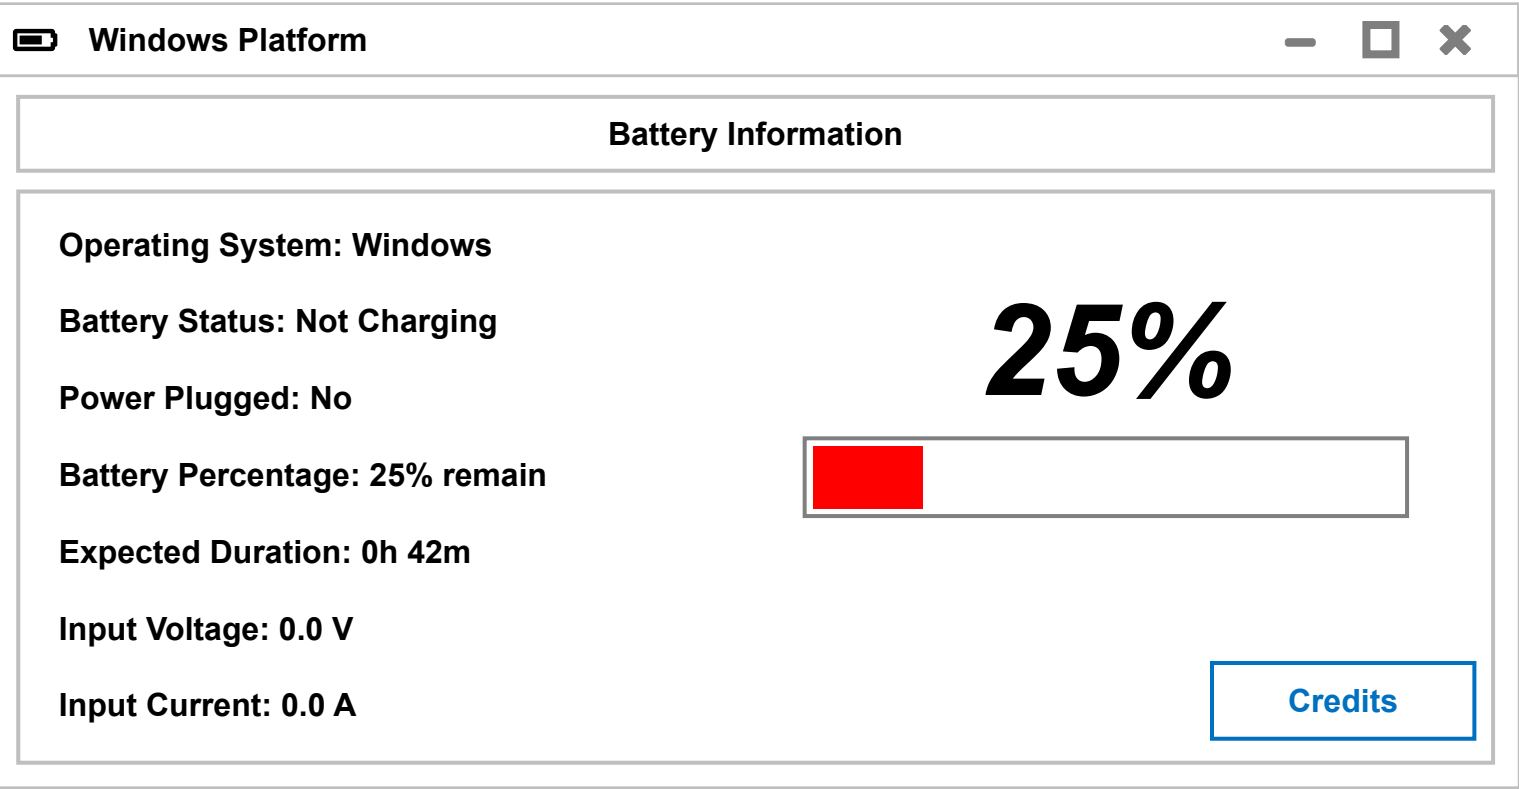 Windows Platform
Battery Information
Operating System: Windows
Battery Status: Not Charging
Power Plugged: No
Battery Percentage: 25% remain
Expected Duration: 0h 42m
Input Voltage: 0.0 V
Input Current: 0.0 A
25%
Credits